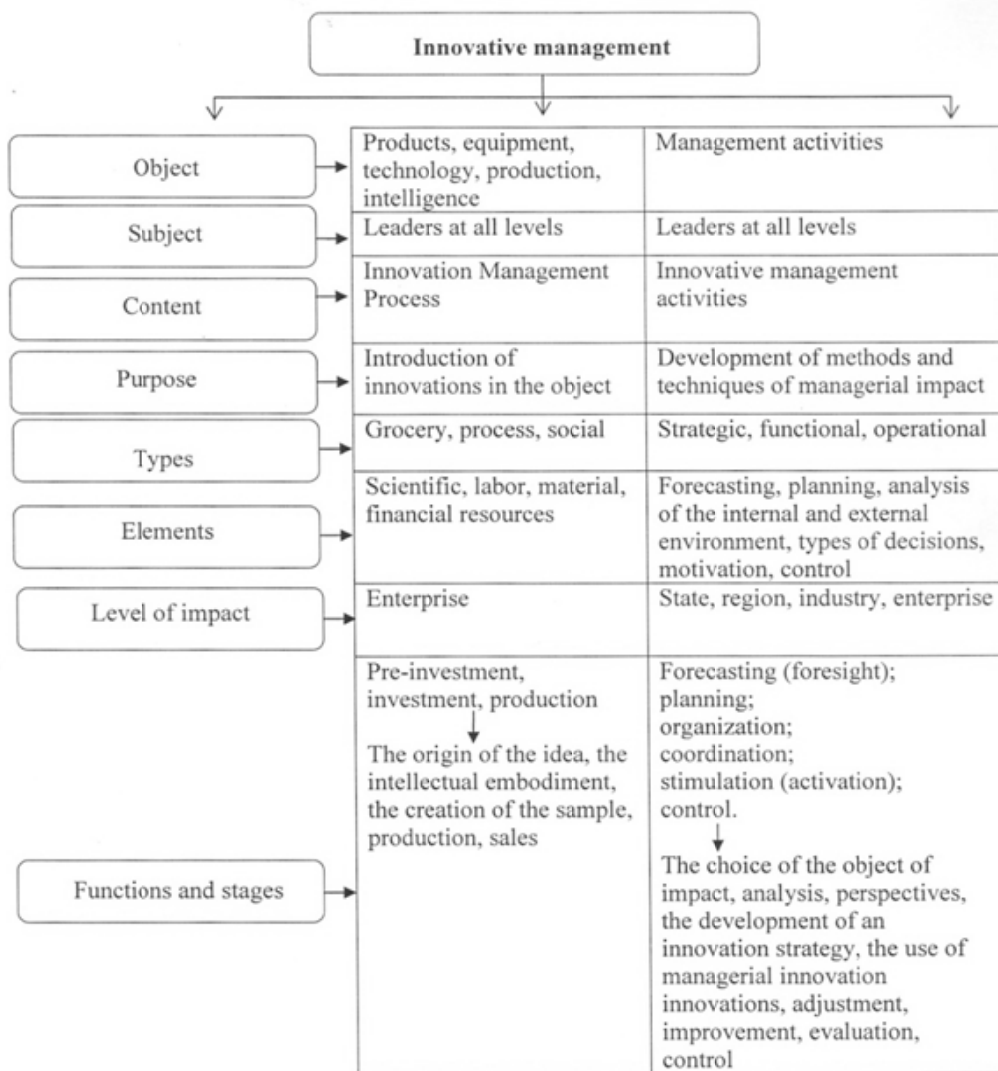 Innovative management
Object
Products, equipment,
technology, production,
intelligence
Management activities
Subject
Leaders at all levels
Leaders at all levels
Content
Innovation Management
Process
Innovative management
activities
Purpose
Introduction of
innovations in the object
Development of methods and
techniques of managerial impact
Types
Grocery, process, social
Strategic, functional, operational
Elements
Scientific, labor, material,
financial resources
Forecasting, planning, analysis
of the internal and external
environment, types of decisions,
motivation, control
Level of impact
Enterprise
State, region, industry, enterprise
Functions and stages
Pre-investment,
investment, production
The origin of the idea, the
intellectual embodiment,
the creation of the sample,
production, sales
Forecasting (foresight);
planning;
organization;
coordination;
stimulation (activation);
control.
The choice of the object of
impact, analysis, perspectives,
the development of an
innovation strategy, the use of
managerial innovation
innovations, adjustment,
improvement, evaluation,
control